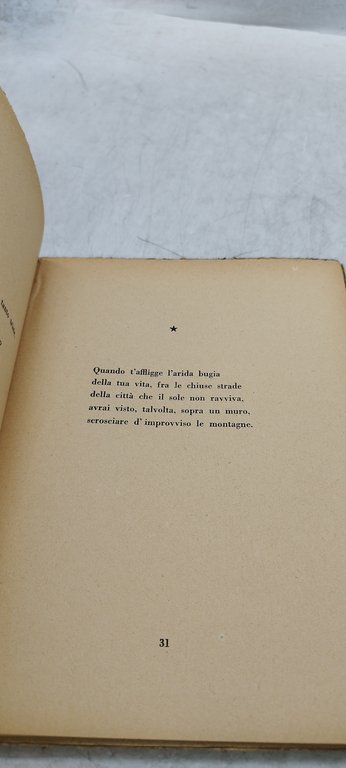 ★
Quando t'affligge l'arida bugia
della tua vita, fra le chiuse strade
della città che il sole non ravviva,
avrai visto, talvolta, sopra un muro,
scrosciare d'improvviso le montagne.
31